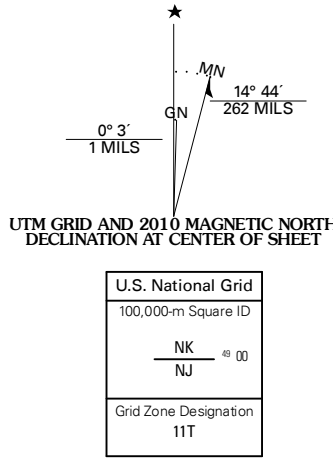 ★
MN
14° 44´
262 MILS
GN
0° 3´
1 MILS
UTM GRID AND 2010 MAGNETIC NORTH
DECLINATION AT CENTER OF SHEET
U.S. National Grid
100,000-m Square ID
NK
49 00
NJ
Grid Zone Designation
11T